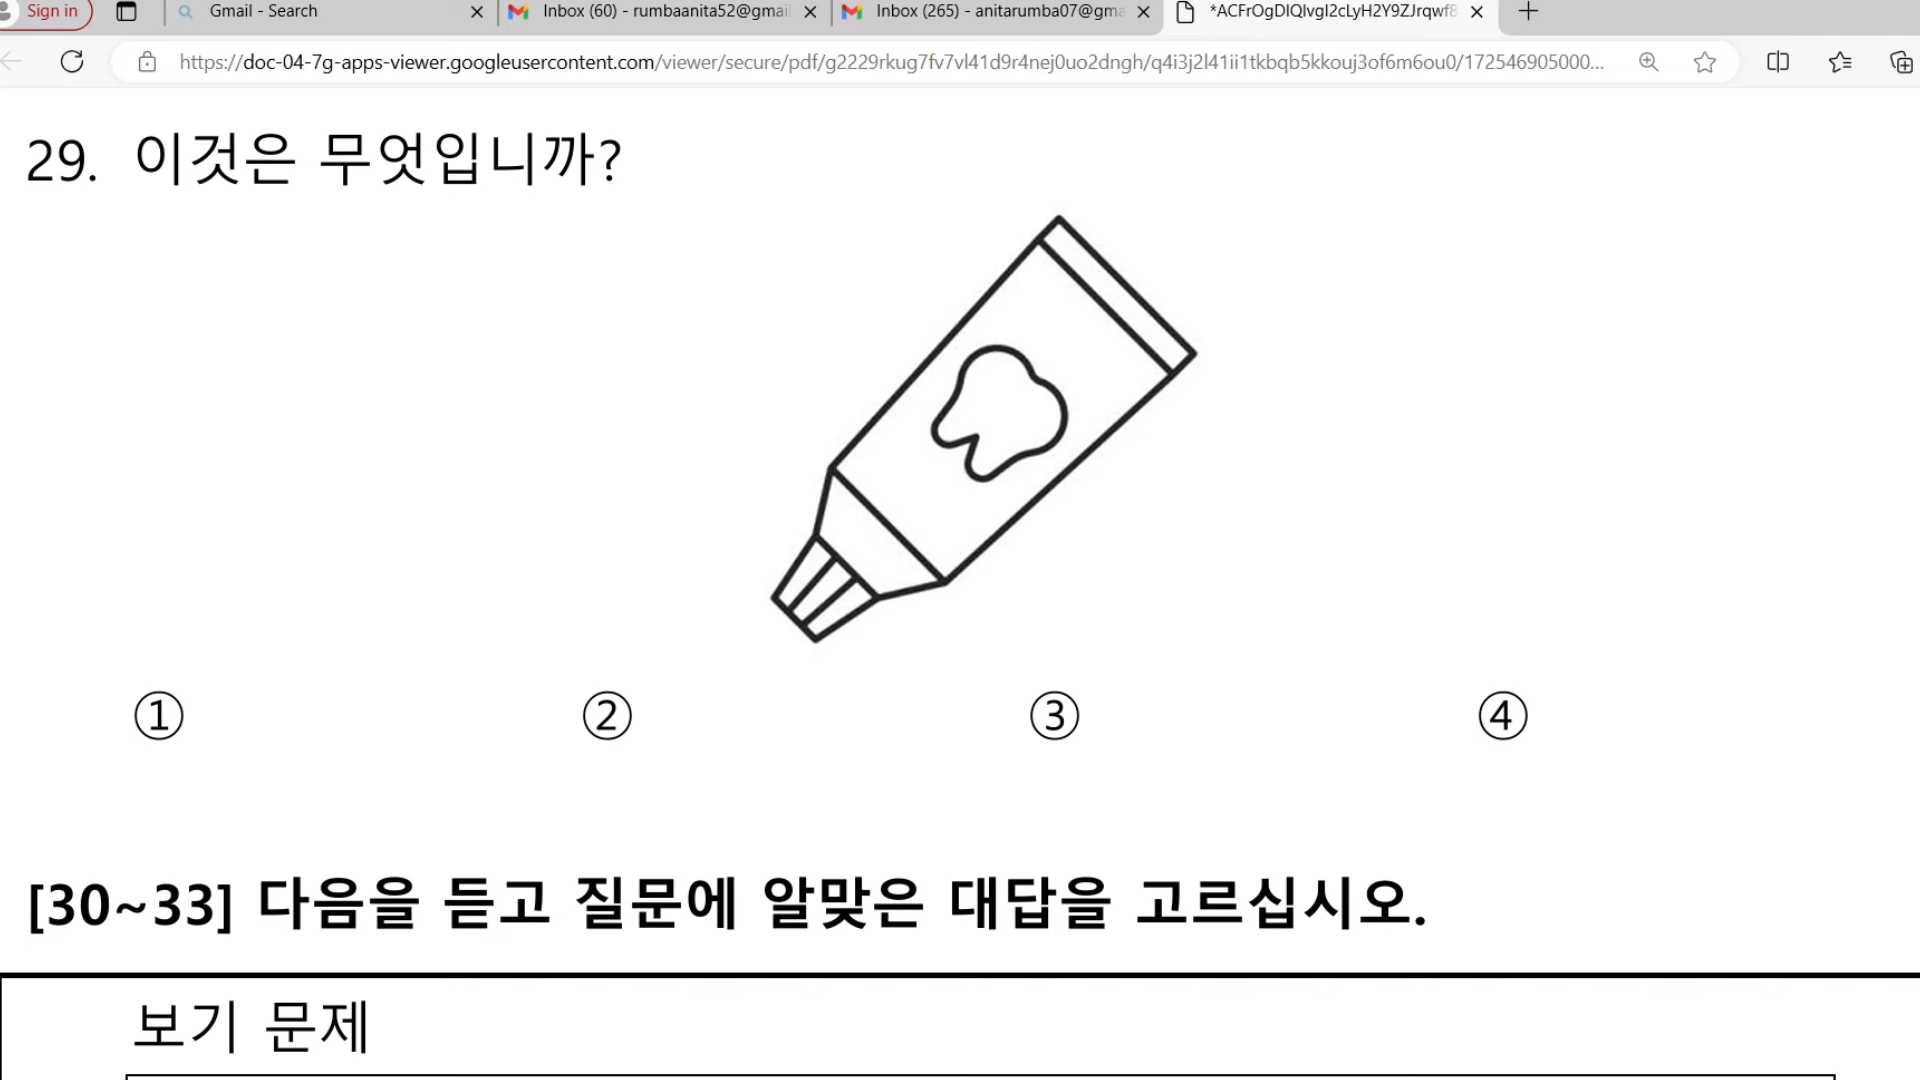 Sign in
Gmail - Search
Inbox (60) - rumbaanita52@gmai
Inbox (265) - anitarumba07@gma
*ACFrOgDIQlvgI2cLyH2Y9ZJrqwf8
https://doc-04-7g-apps-viewer.googleusercontent.com/viewer/secure/pdf/g2229rkug7fv7vl41d9r4nej0uo2dngh/q4i3j2l41ii1tkbqb5kkouj3of6m6ou0/172546905000...
29. 이것은 무엇입니까?
① ② ③ ④
[30~33] 다음을 듣고 질문에 알맞은 대답을 고르십시오.
보기 문제